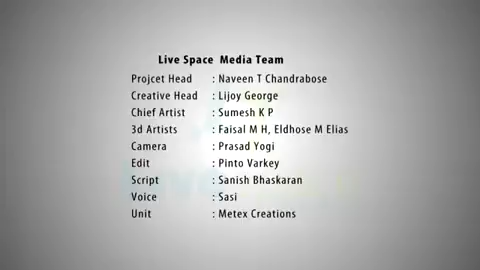 Live Space Media Team
Projcet Head : Naveen T Chandrabose
Creative Head : Lijoy George
Chief Artist : Sumesh K P
3d Artists : Faisal M H, Eldhose M Elias
Camera : Prasad Yogi
Edit : Pinto Varkey
Script : Sanish Bhaskaran
Voice : Sasi
Unit : Metex Creations